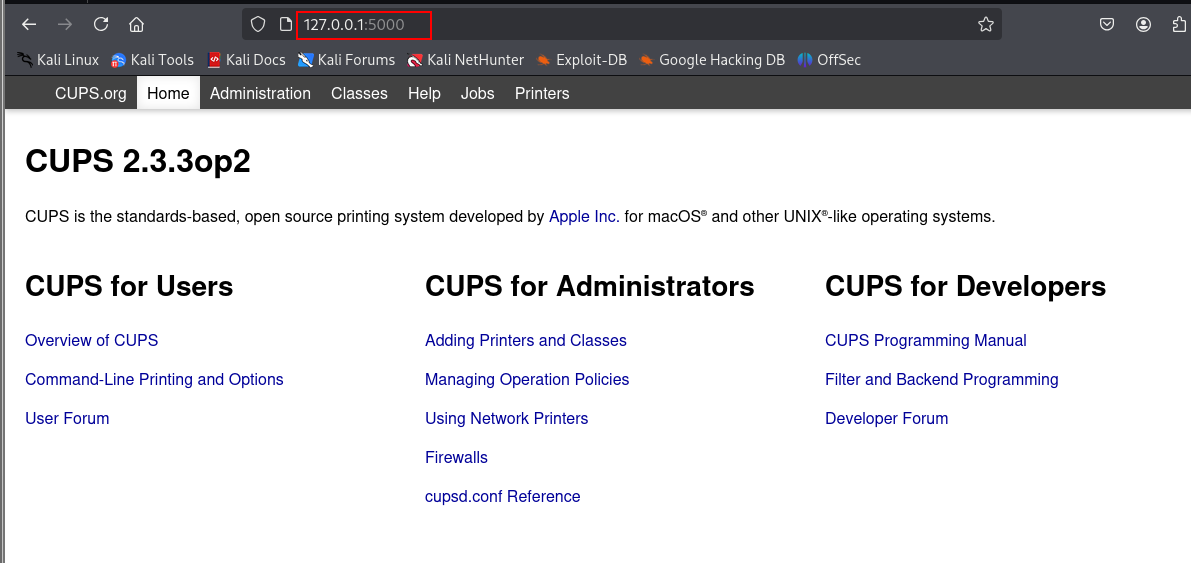 127.0.0.1:5000
Kali Linux Kali Tools Kali Docs Kali Forums Kali NetHunter Exploit-DB Google Hacking DB OffSec
CUPS.org Home Administration Classes Help Jobs Printers
CUPS 2.3.3op2
CUPS is the standards-based, open source printing system developed by Apple Inc. for macOS® and other UNIX®-like operating systems.
CUPS for Users
Overview of CUPS
Command-Line Printing and Options
User Forum
CUPS for Administrators
Adding Printers and Classes
Managing Operation Policies
Using Network Printers
Firewalls
cupsd.conf Reference
CUPS for Developers
CUPS Programming Manual
Filter and Backend Programming
Developer Forum